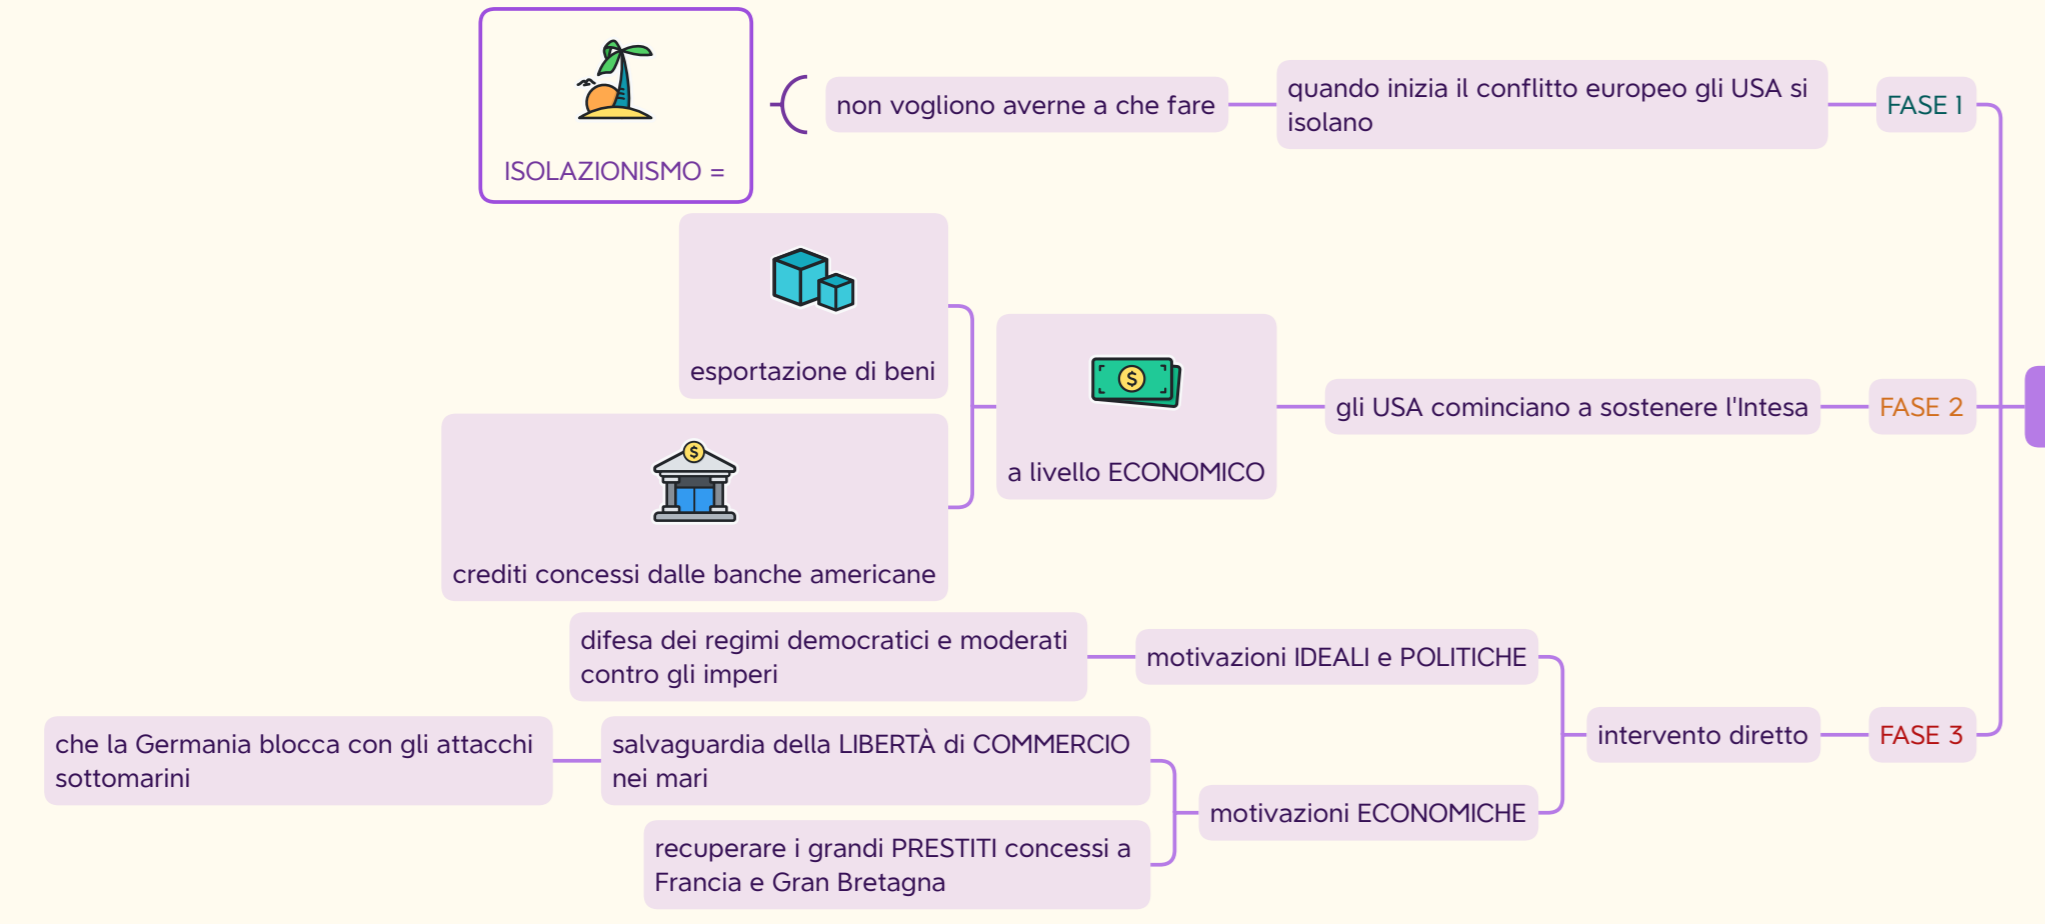 FASE 1
quando inizia il conflitto europeo gli USA si
isolano
non vogliono averne a che fare
ISOLAZIONISMO =
FASE 2
gli USA cominciano a sostenere l'Intesa
a livello ECONOMICO
esportazione di beni
crediti concessi dalle banche americane
FASE 3
intervento diretto
motivazioni IDEALI e POLITICHE
difesa dei regimi democratici e moderati
contro gli imperi
motivazioni ECONOMICHE
salvaguardia della LIBERTÀ di COMMERCIO
nei mari
che la Germania blocca con gli attacchi
sottomarini
recuperare i grandi PRESTITI concessi a
Francia e Gran Bretagna